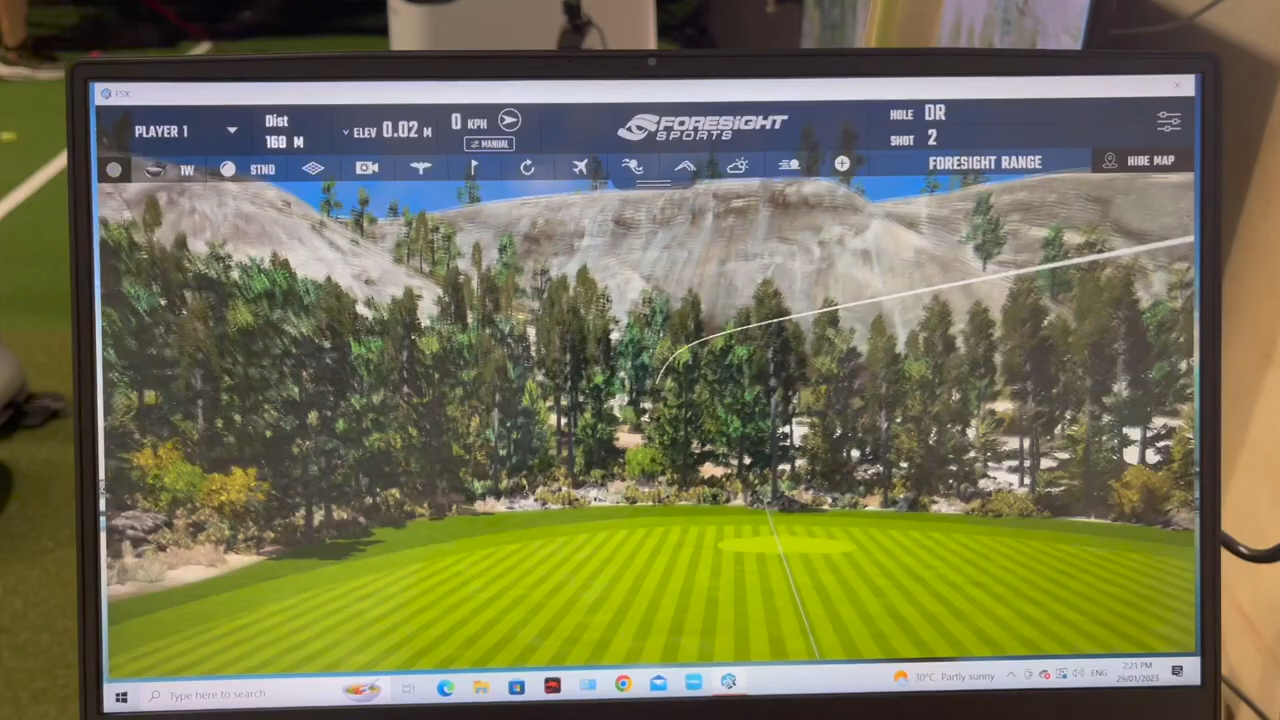 FSX
PLAYER 1
Dist
160 M
ELEV 0.02 M
0 KPH
MANUAL
FORESIGHT
SPORTS
HOLE DR
SHOT 2
1W
STND
FORESIGHT RANGE
HIDE MAP
Type here to search
30°C Partly sunny
ENG
2:21 PM
29/01/2023